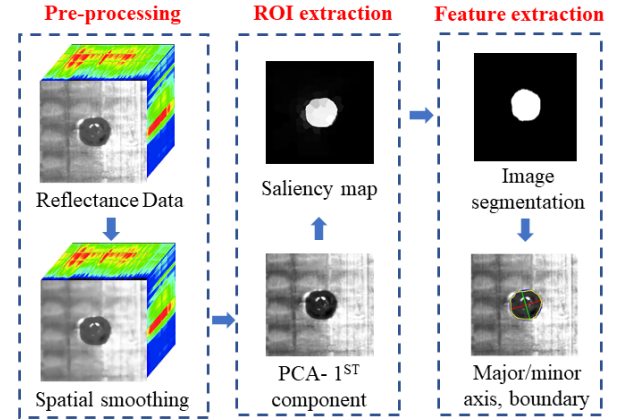 Pre-processing
ROI extraction
Feature extraction
Reflectance Data
Spatial smoothing
Saliency map
PCA- 1ST
component
Image
segmentation
Major/minor
axis, boundary